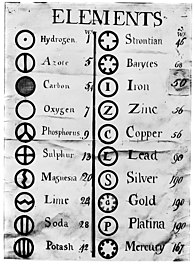 ELEMENTS
Hydrogen 1
Azote 5
Carbon 54
Oxygen 7
Phosphorus 9
Sulphur 13
Magnesia 20
Lime 24
Soda 28
Potash 42
Strontian 46
Barytes 68
I Iron 50
Z Zinc 56
C Copper 56
L Lead 90
S Silver 190
G Gold 190
P Platina 190
Mercury 167